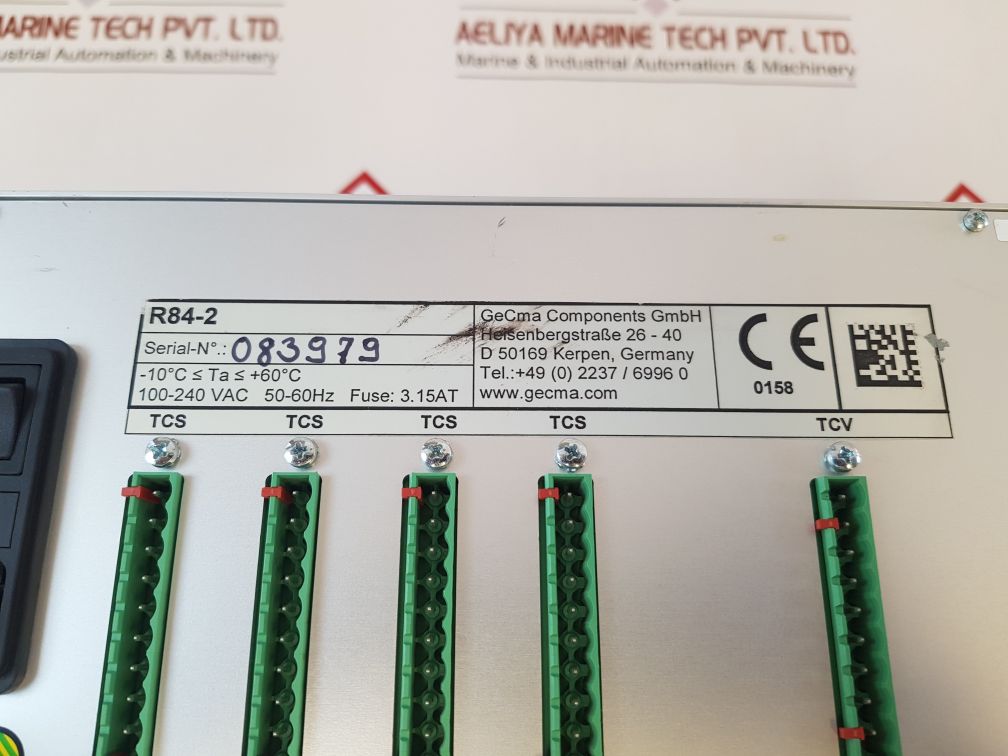 MARINE TECH PVT. LTD.
Industrial Automation & Machinery
AELIYA MARINE TECH PVT. LTD.
Marine & Industrial Automation & Machinery
R84-2
Serial-N°.: 083979
-10°C ≤ Ta ≤ +60°C
100-240 VAC 50-60Hz Fuse: 3.15AT
GeCma Components GmbH
Heisenbergstraße 26 - 40
D 50169 Kerpen, Germany
Tel.:+49 (0) 2237 / 6996 0
www.gecma.com
CE
0158
TCS TCS TCS TCS TCV